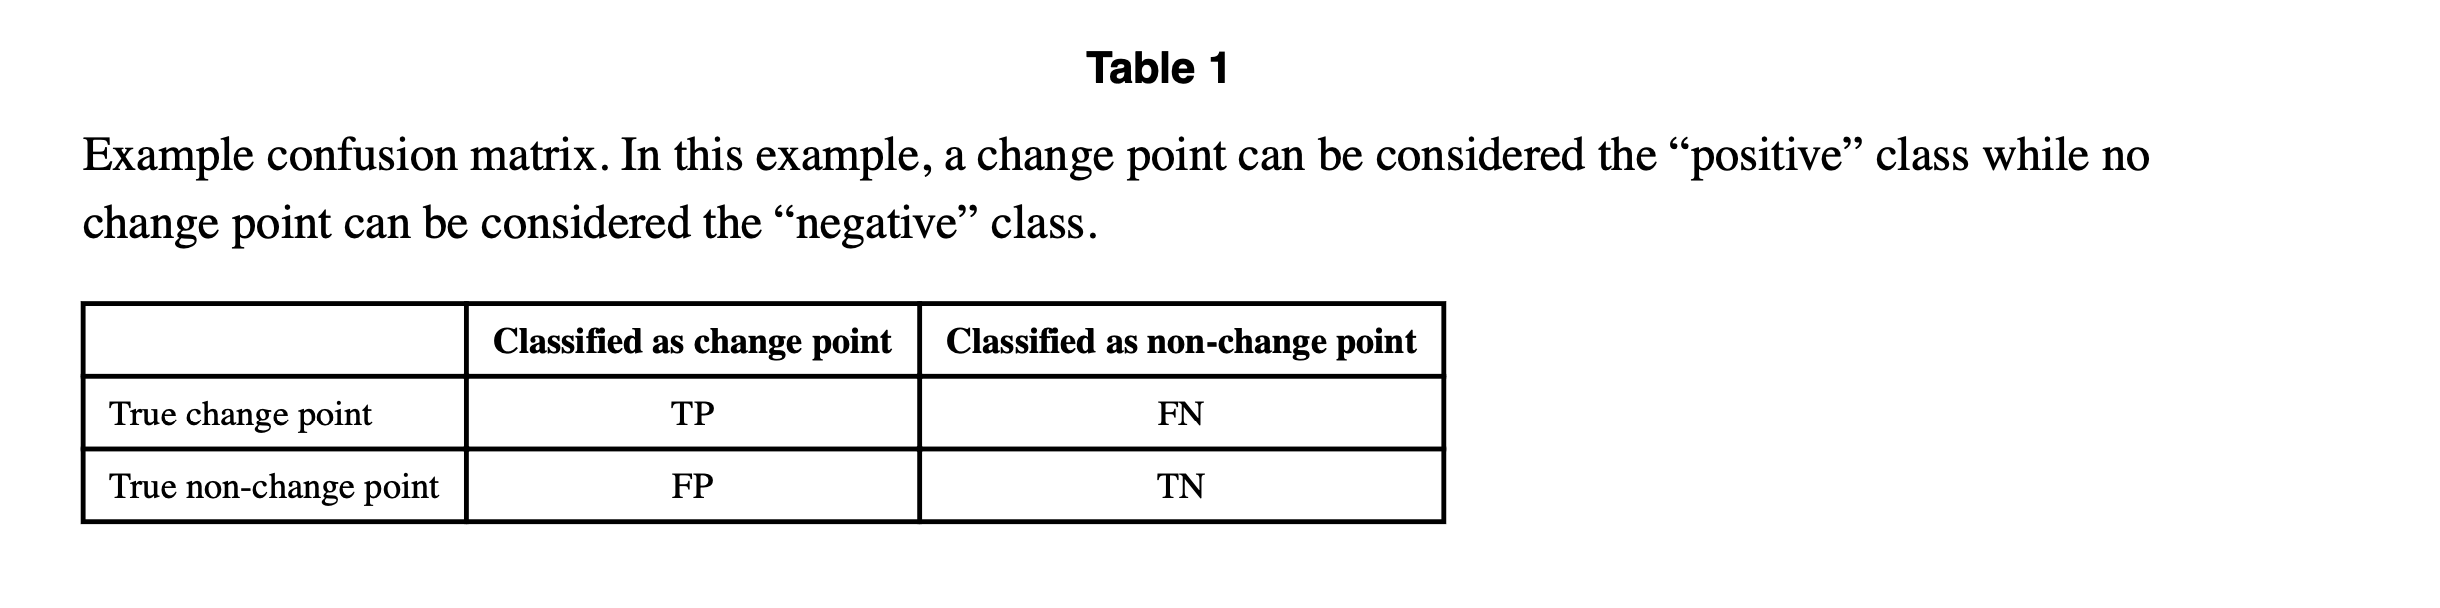 Table 1
Example confusion matrix. In this example, a change point can be considered the “positive” class while no
change point can be considered the “negative” class.
Classified as change point Classified as non-change point
True change point TP FN
True non-change point FP TN